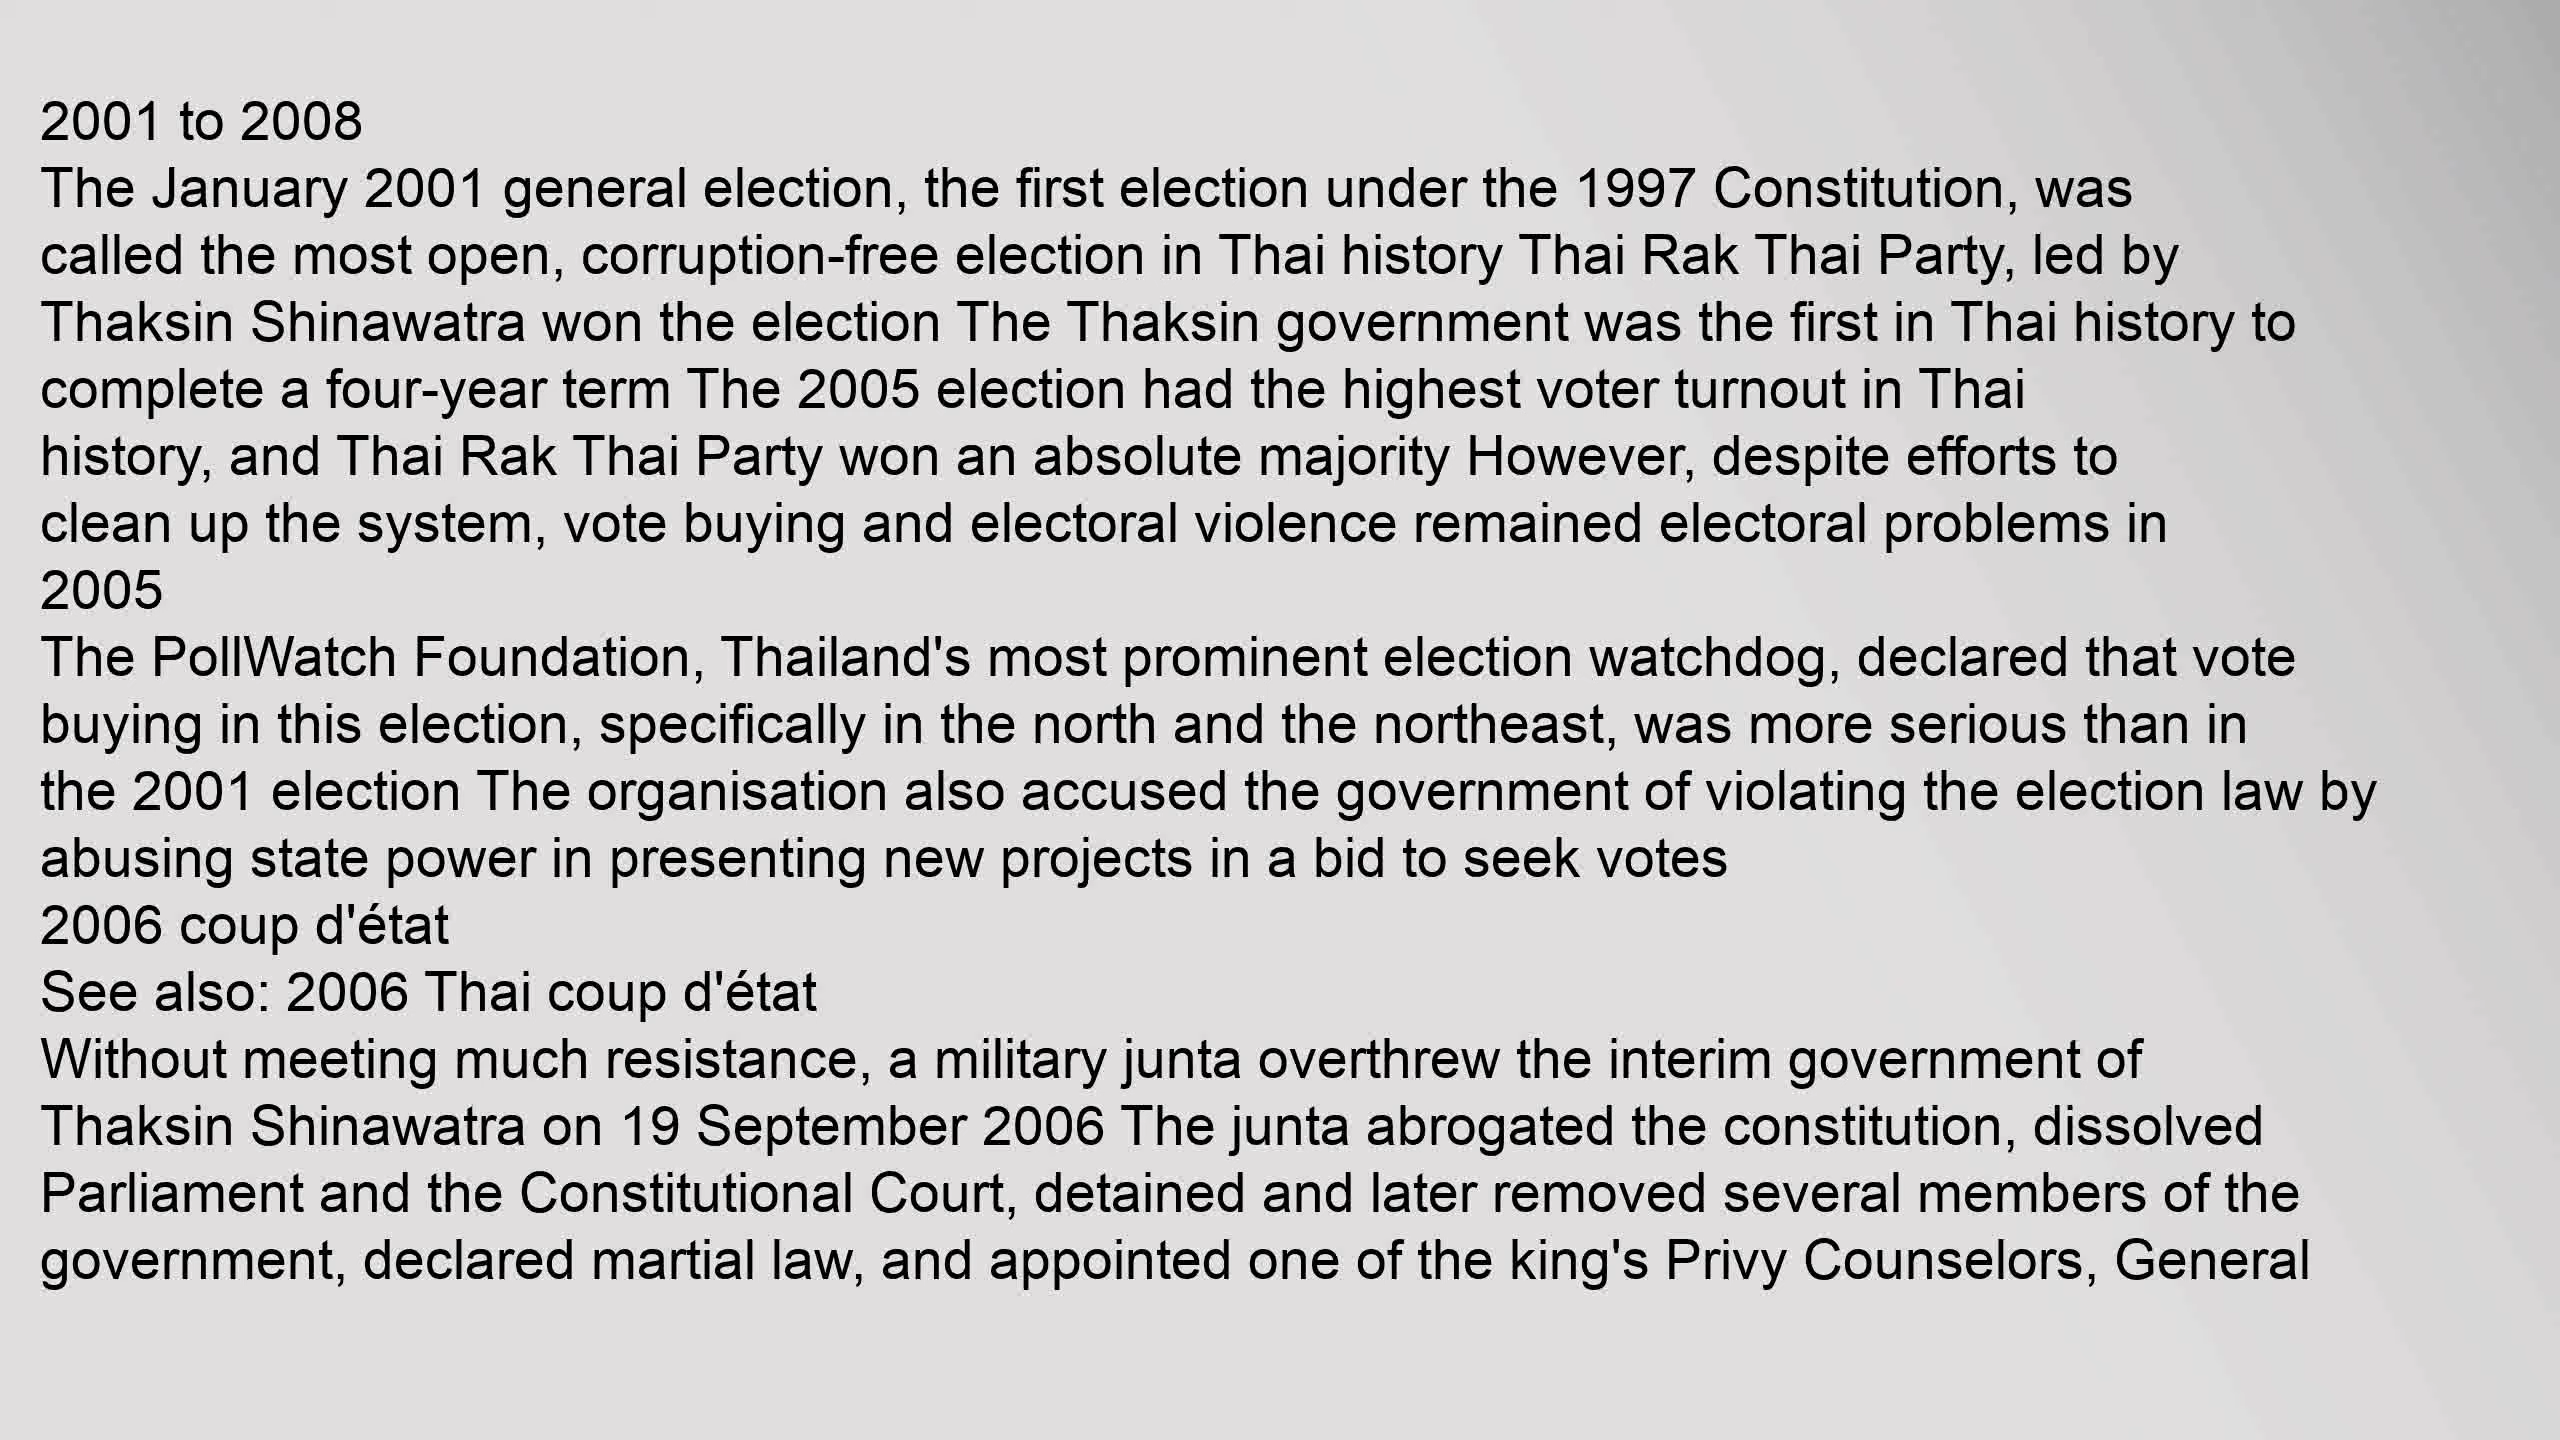 2001 to 2008
The January 2001 general election, the first election under the 1997 Constitution, was
called the most open, corruption-free election in Thai history Thai Rak Thai Party, led by
Thaksin Shinawatra won the election The Thaksin government was the first in Thai history to
complete a four-year term The 2005 election had the highest voter turnout in Thai
history, and Thai Rak Thai Party won an absolute majority However, despite efforts to
clean up the system, vote buying and electoral violence remained electoral problems in
2005
The PollWatch Foundation, Thailand's most prominent election watchdog, declared that vote
buying in this election, specifically in the north and the northeast, was more serious than in
the 2001 election The organisation also accused the government of violating the election law by
abusing state power in presenting new projects in a bid to seek votes
2006 coup d'état
See also: 2006 Thai coup d'état
Without meeting much resistance, a military junta overthrew the interim government of
Thaksin Shinawatra on 19 September 2006 The junta abrogated the constitution, dissolved
Parliament and the Constitutional Court, detained and later removed several members of the
government, declared martial law, and appointed one of the king's Privy Counselors, General